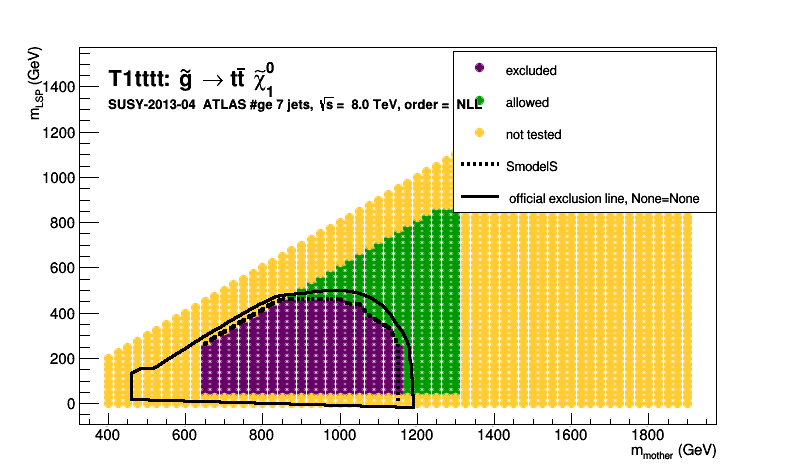 m_LSP (GeV)
T1tttt: g̃ → tt̄ χ̃⁰₁
SUSY-2013-04 ATLAS #ge 7 jets, √s = 8.0 TeV, order = NLL
excluded
allowed
not tested
SmodelS
official exclusion line, None=None
1400
1200
1000
800
600
400
200
0
400 600 800 1000 1200 1400 1600 1800
m_mother (GeV)